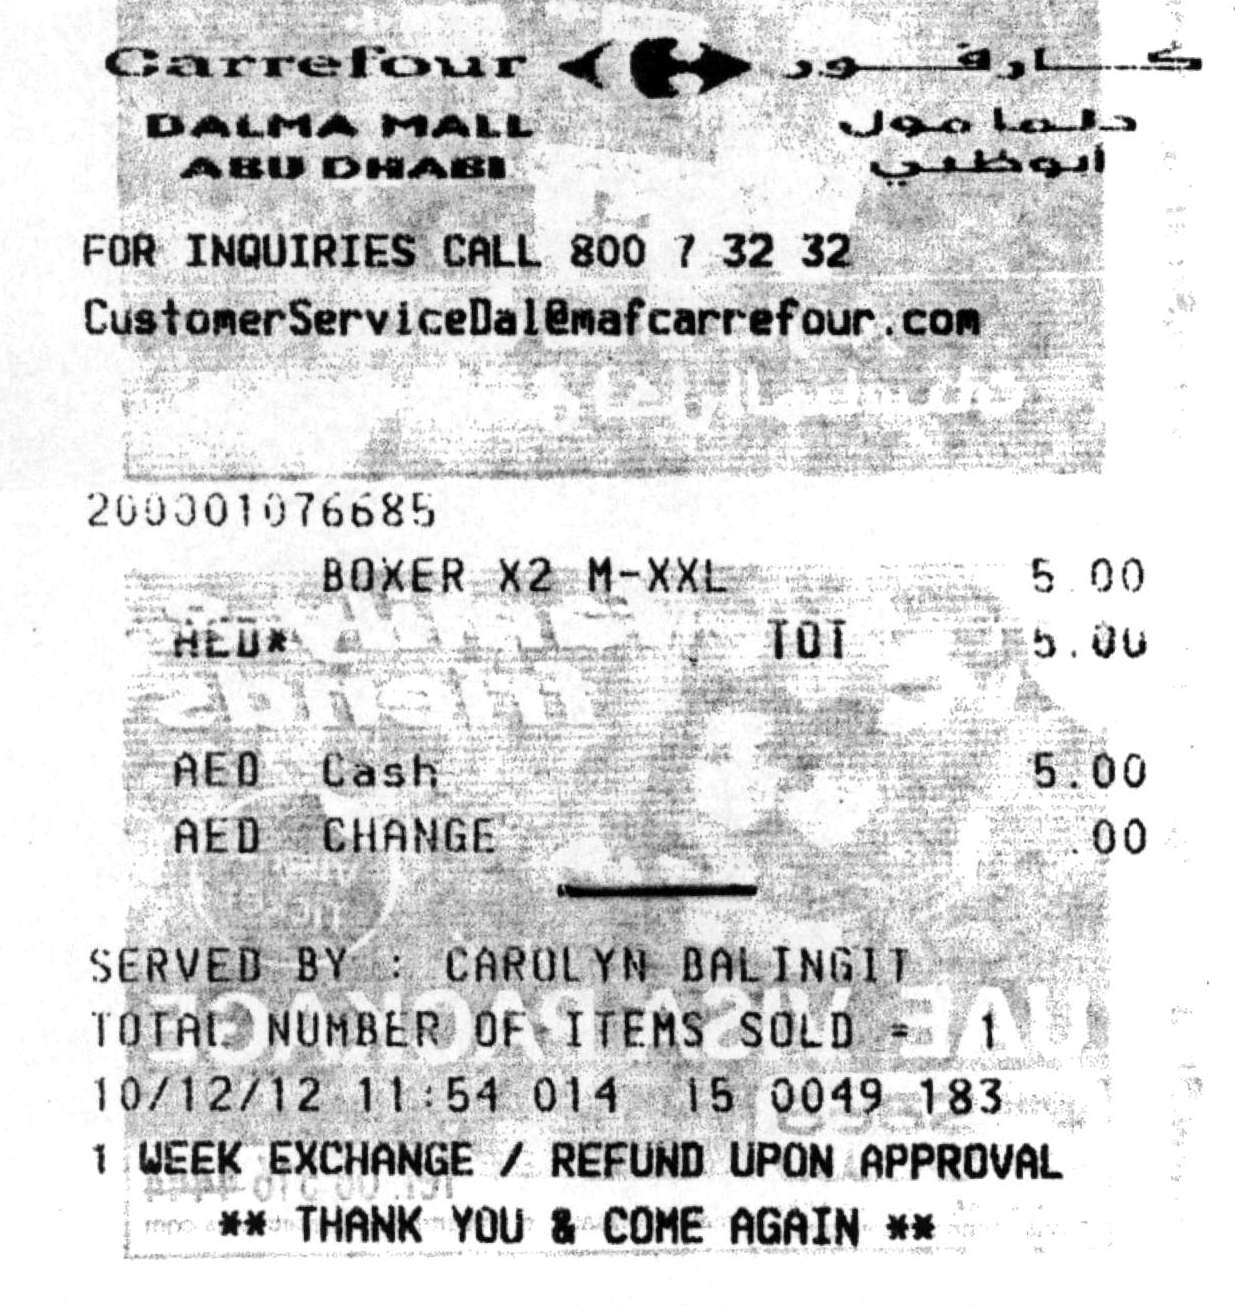 Carrefour كارفور
DALMA MALL دلما مول
ABU DHABI أبوظبي
FOR INQUIRIES CALL 800 7 32 32
CustomerServiceDal@mafcarrefour.com
2000001076685
BOXER X2 M-XXL 5.00
AED* TOT 5.00
AED Cash 5.00
AED CHANGE .00
SERVED BY : CAROLYN BALINGIT
TOTAL NUMBER OF ITEMS SOLD = 1
10/12/12 11:54 014 15 0049 183
1 WEEK EXCHANGE / REFUND UPON APPROVAL
** THANK YOU & COME AGAIN **